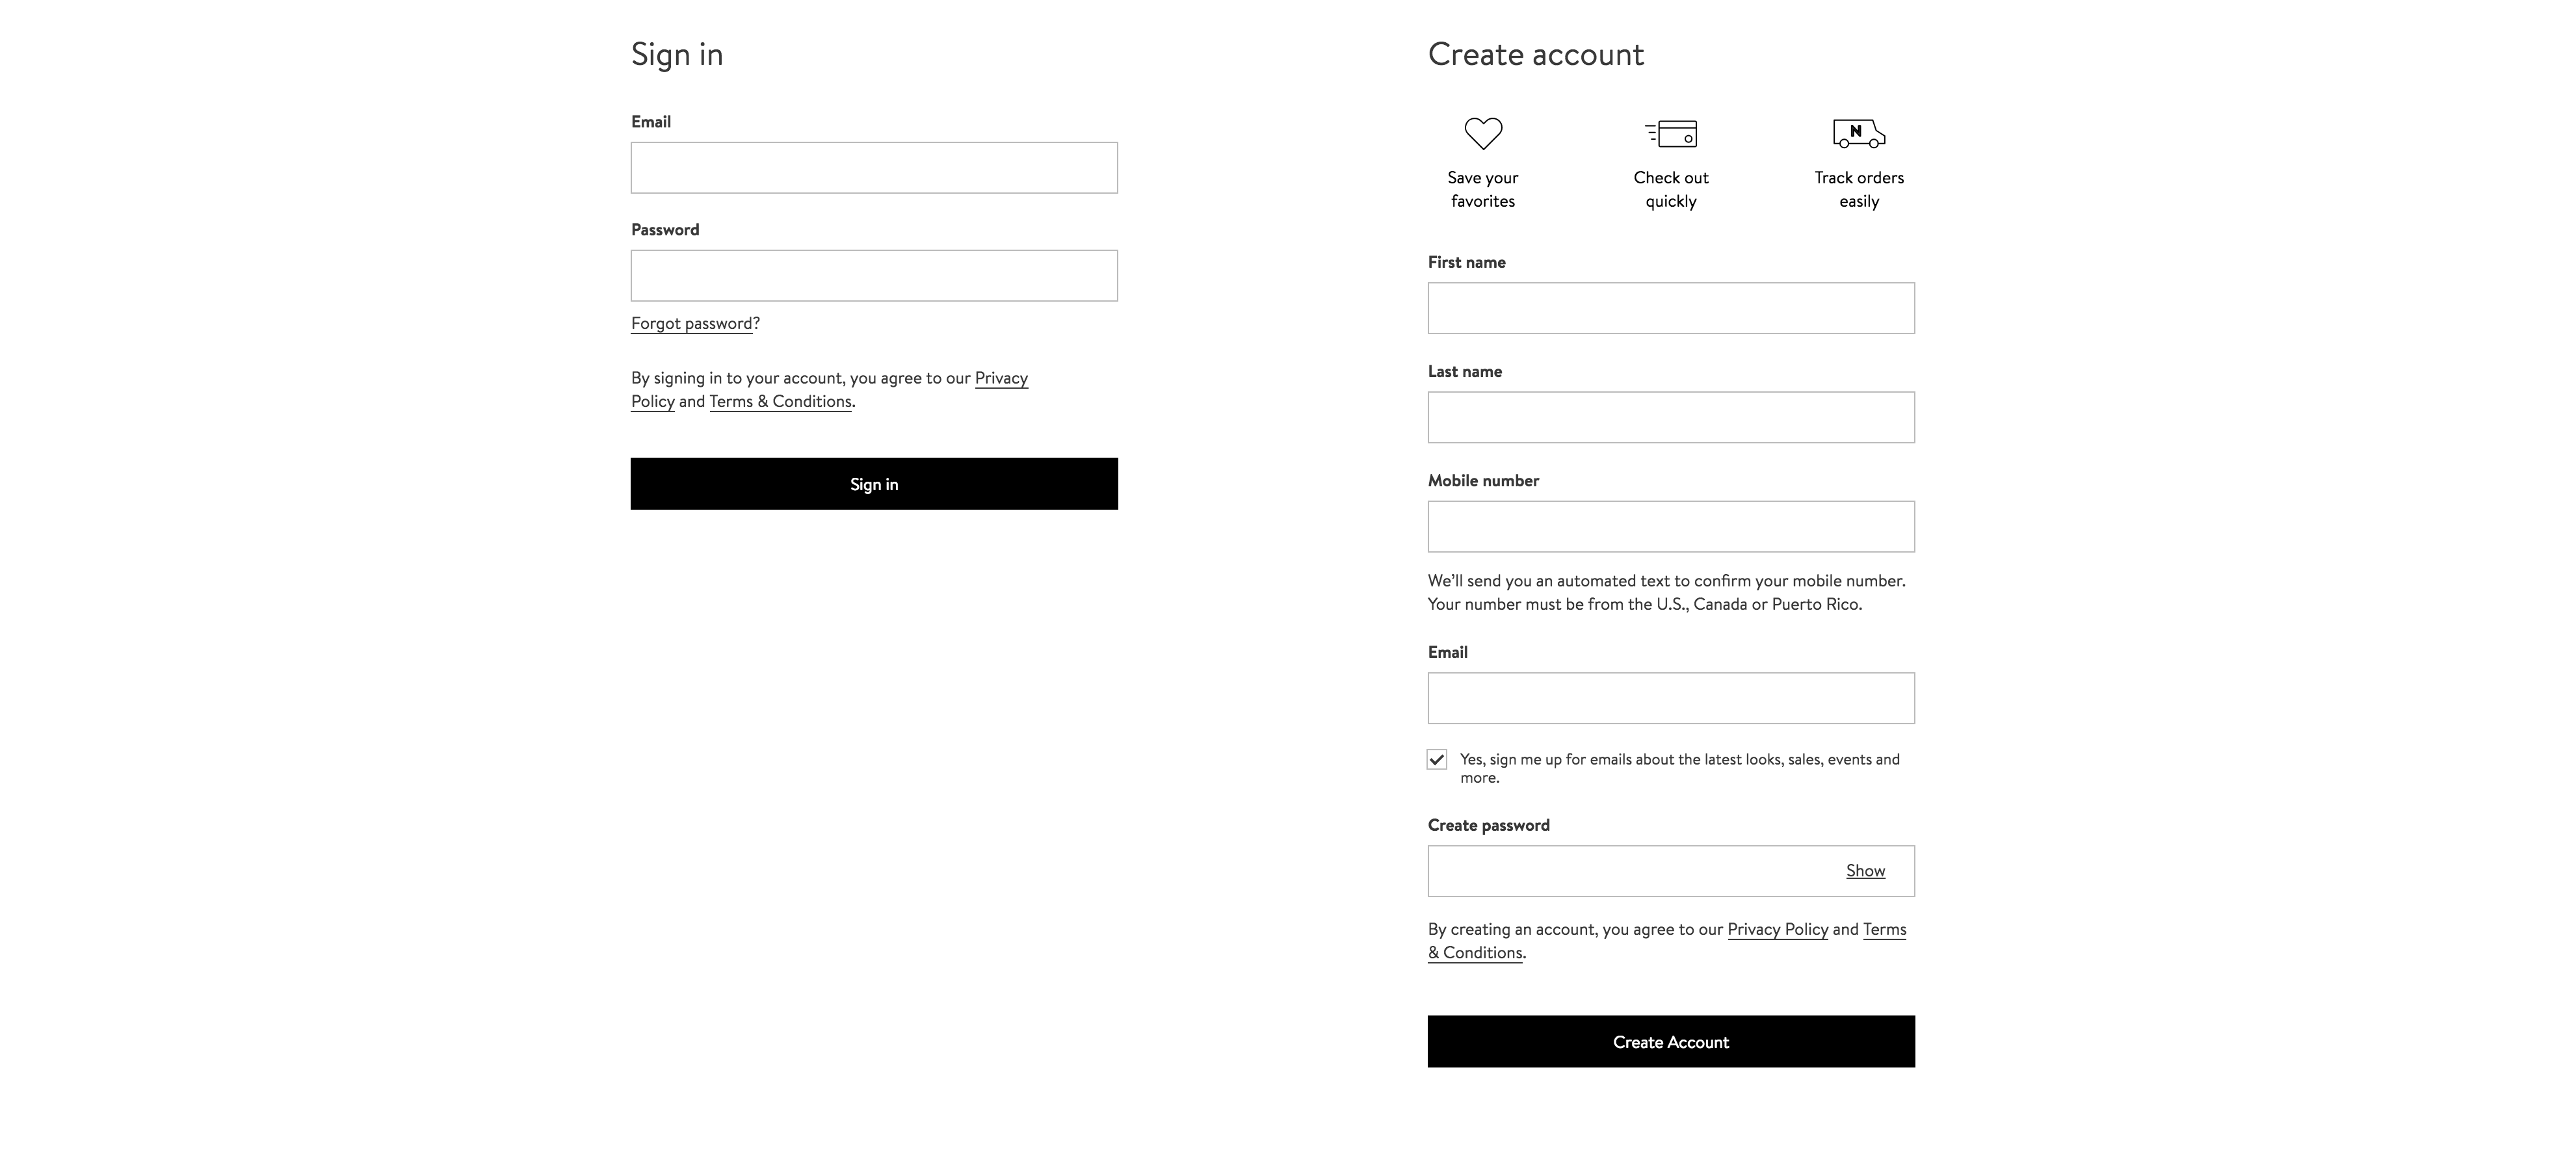 Sign in
Email
Password
Forgot password?
By signing in to your account, you agree to our Privacy
Policy and Terms & Conditions.
Sign in
Create account
N
Save your
favorites
Check out
quickly
Track orders
easily
First name
Last name
Mobile number
We’ll send you an automated text to confirm your mobile number.
Your number must be from the U.S., Canada or Puerto Rico.
Email
Yes, sign me up for emails about the latest looks, sales, events and
more.
Create password
Show
By creating an account, you agree to our Privacy Policy and Terms
& Conditions.
Create Account